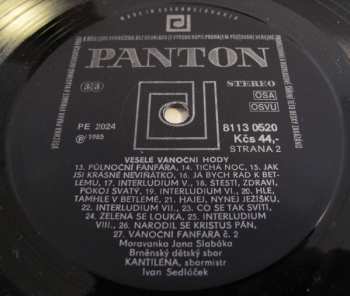 MADE IN CZECHOSLOVAKIA
PANTON
33
STEREO
OSA
OSVU
PE 2024
Ⓟ 1985
8113 0520
Kčs 44,-
STRANA 2
VESELÉ VÁNOČNÍ HODY
13. PŮLNOČNÍ FANFÁRA, 14. TICHÁ NOC, 15. JAK
JSI KRÁSNÉ NEVIŇÁTKO, 16. JÁ BYCH RÁD K BET-
LÉMU, 17. INTERLUDIUM V., 18. ŠTĚSTÍ, ZDRAVÍ,
POKOJ SVATÝ, 19. INTERLUDIUM VI., 20. HLE,
TAMHLE V BETLÉMĚ, 21. HAJEJ, NYNEJ JEŽÍŠKU,
22. INTERLUDIUM VII., 23. CO SE TAK SVÍTÍ,
24. ZELENÁ SE LOUKA, 25. INTERLUDIUM
VIII., 26. NARODIL SE KRISTUS PÁN,
27. VÁNOČNÍ FANFÁRA č. 2
Moravanka Jana Slabáka
Brněnský dětský sbor
KANTILÉNA, sbormistr
Ivan Sedláček